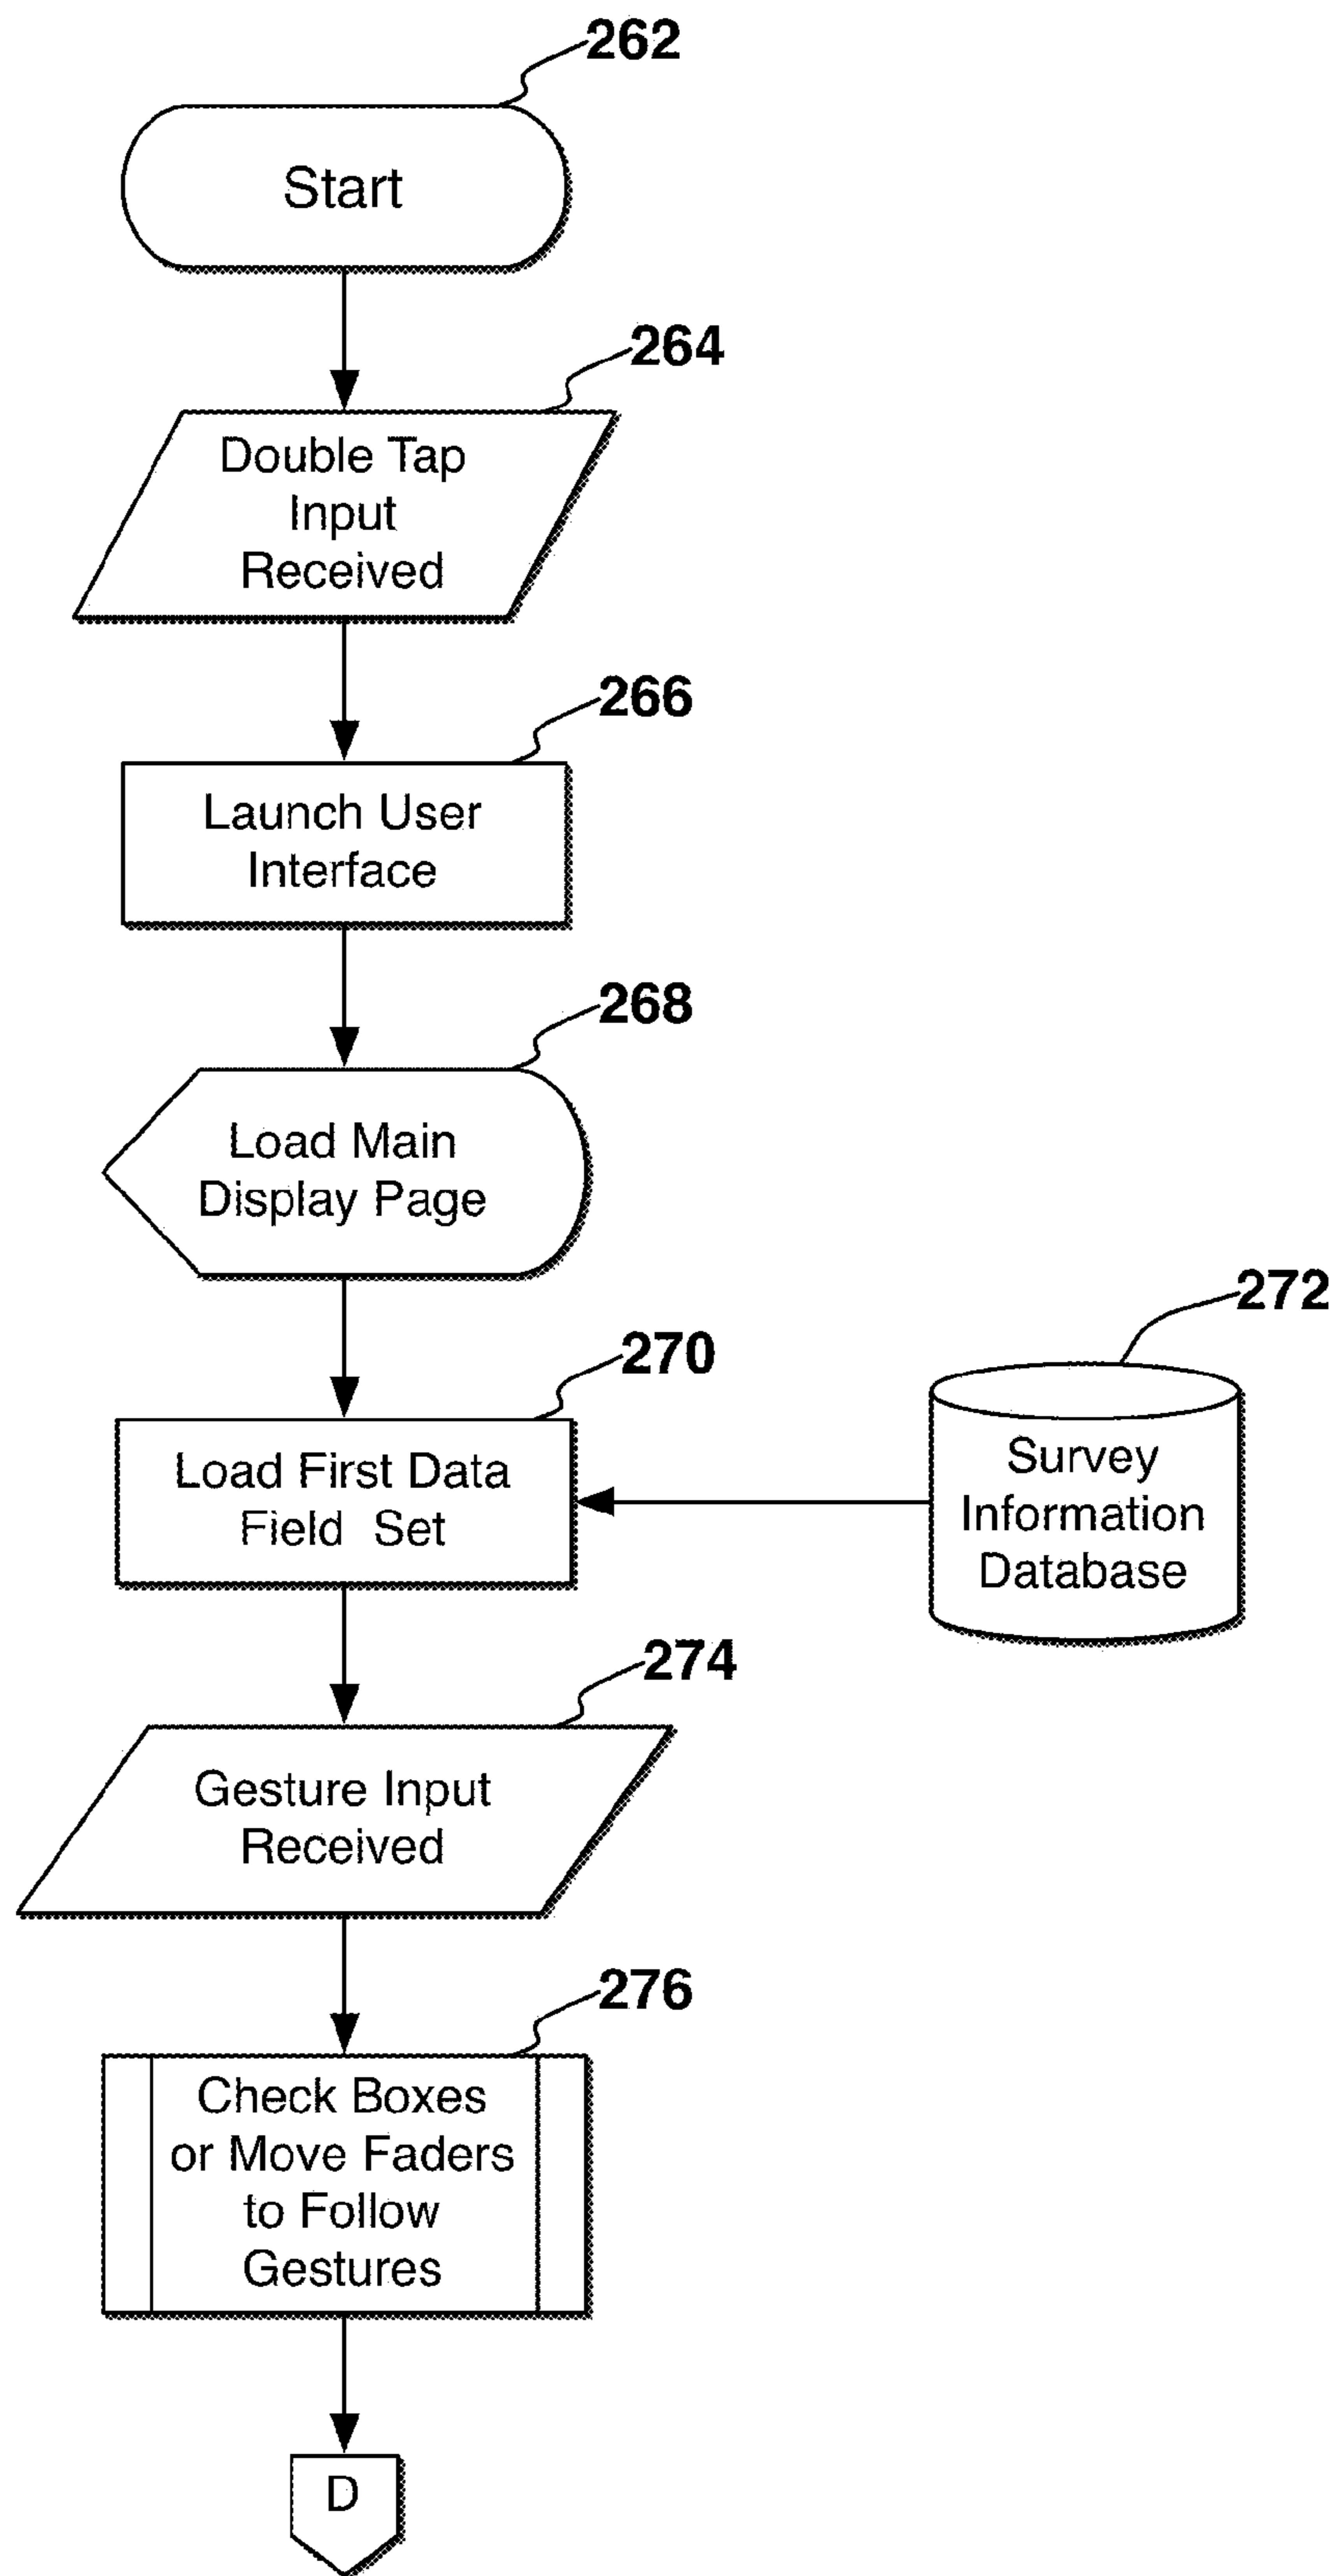 262
Start
264
Double Tap
Input
Received
266
Launch User
Interface
268
Load Main
Display Page
270
Load First Data
Field Set
272
Survey
Information
Database
274
Gesture Input
Received
276
Check Boxes
or Move Faders
to Follow
Gestures
D